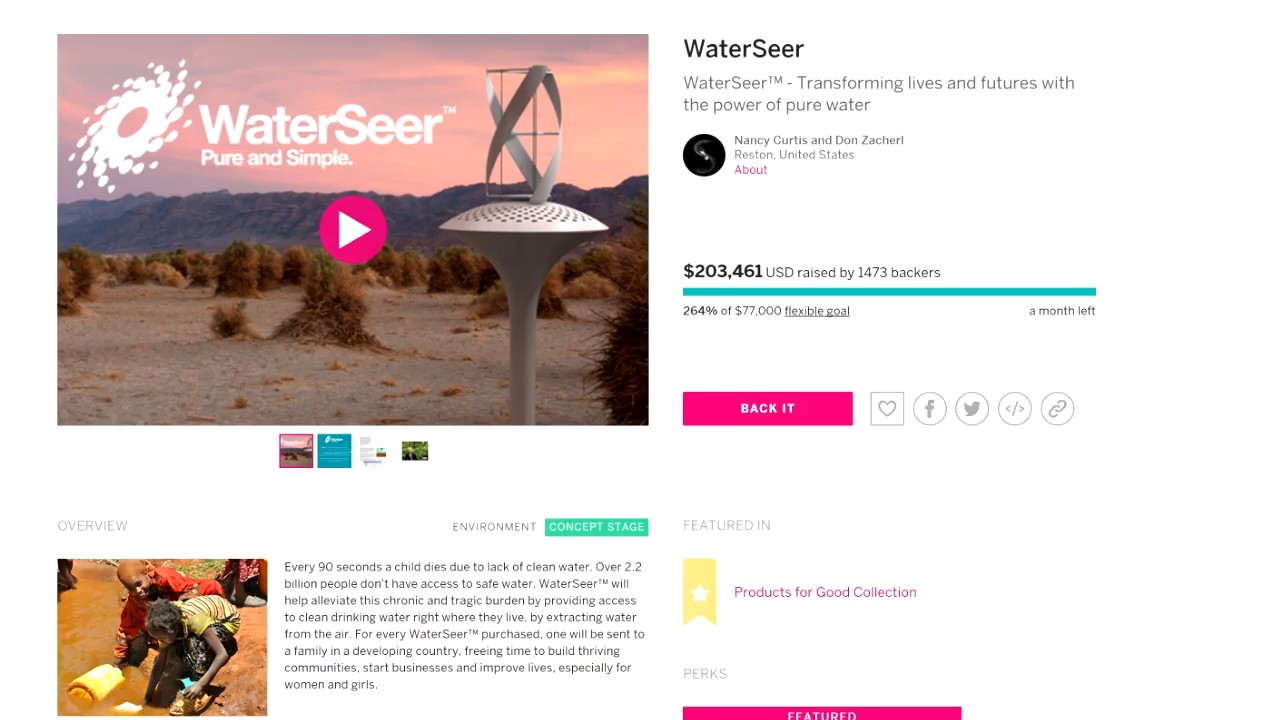 WaterSeer™
Pure and Simple.
WaterSeer
WaterSeer™ - Transforming lives and futures with
the power of pure water
Nancy Curtis and Don Zacherl
Reston, United States
About
$203,461 USD raised by 1473 backers
264% of $77,000 flexible goal
a month left
BACK IT
OVERVIEW
ENVIRONMENT
CONCEPT STAGE
Every 90 seconds a child dies due to lack of clean water. Over 2.2
billion people don't have access to safe water. WaterSeer™ will
help alleviate this chronic and tragic burden by providing access
to clean drinking water right where they live, by extracting water
from the air. For every WaterSeer™ purchased, one will be sent to
a family in a developing country, freeing time to build thriving
communities, start businesses and improve lives, especially for
women and girls.
FEATURED IN
Products for Good Collection
PERKS
FEATURED